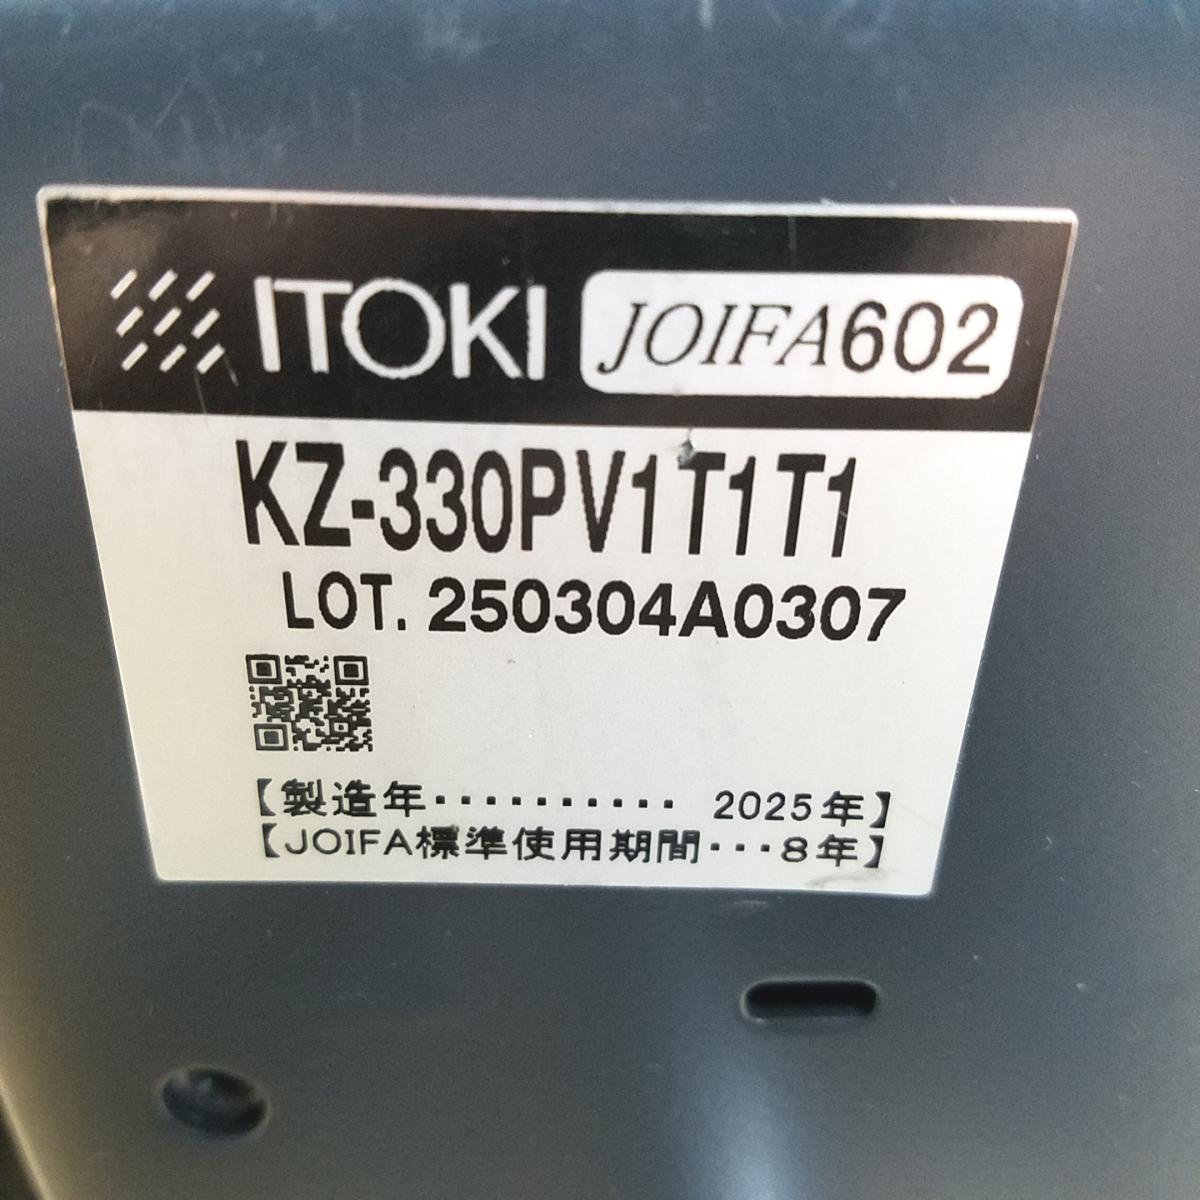 ITOKI JOIFA602
KZ-330PV1T1T1
LOT. 250304A0307
【製造年・・・・・・・・・・ 2025年】
【JOIFA標準使用期間・・・8年】